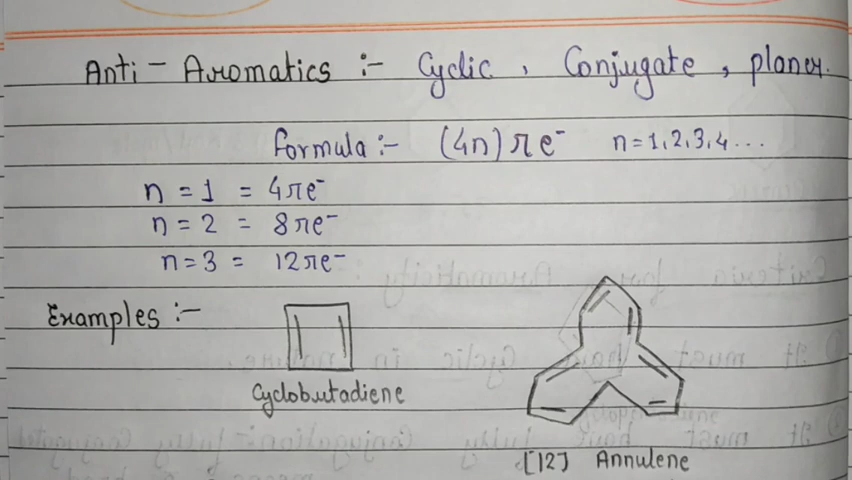 Anti - Aromatics :- Cyclic , Conjugate , planer.
formula :- (4n) πe⁻ n=1,2,3,4...
n = 1 = 4πe⁻
n = 2 = 8πe⁻
n = 3 = 12πe⁻
Examples :-
Cyclobutadiene
[12] Annulene